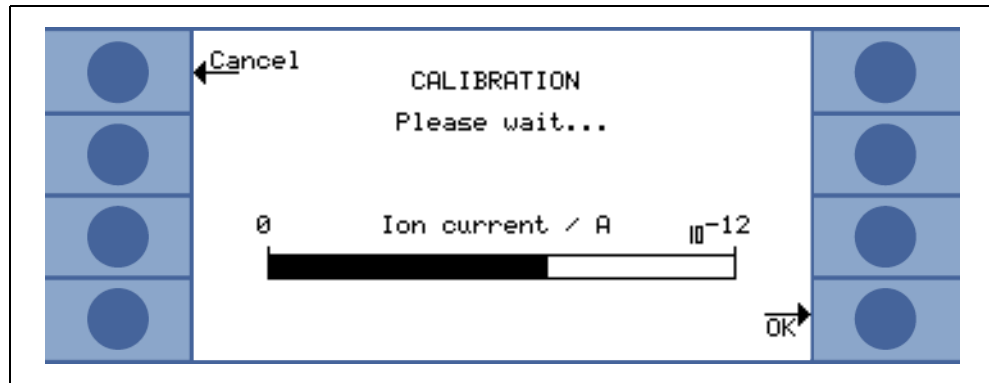 Cancel
CALIBRATION
Please wait...
0 Ion current / A 10-12
OK